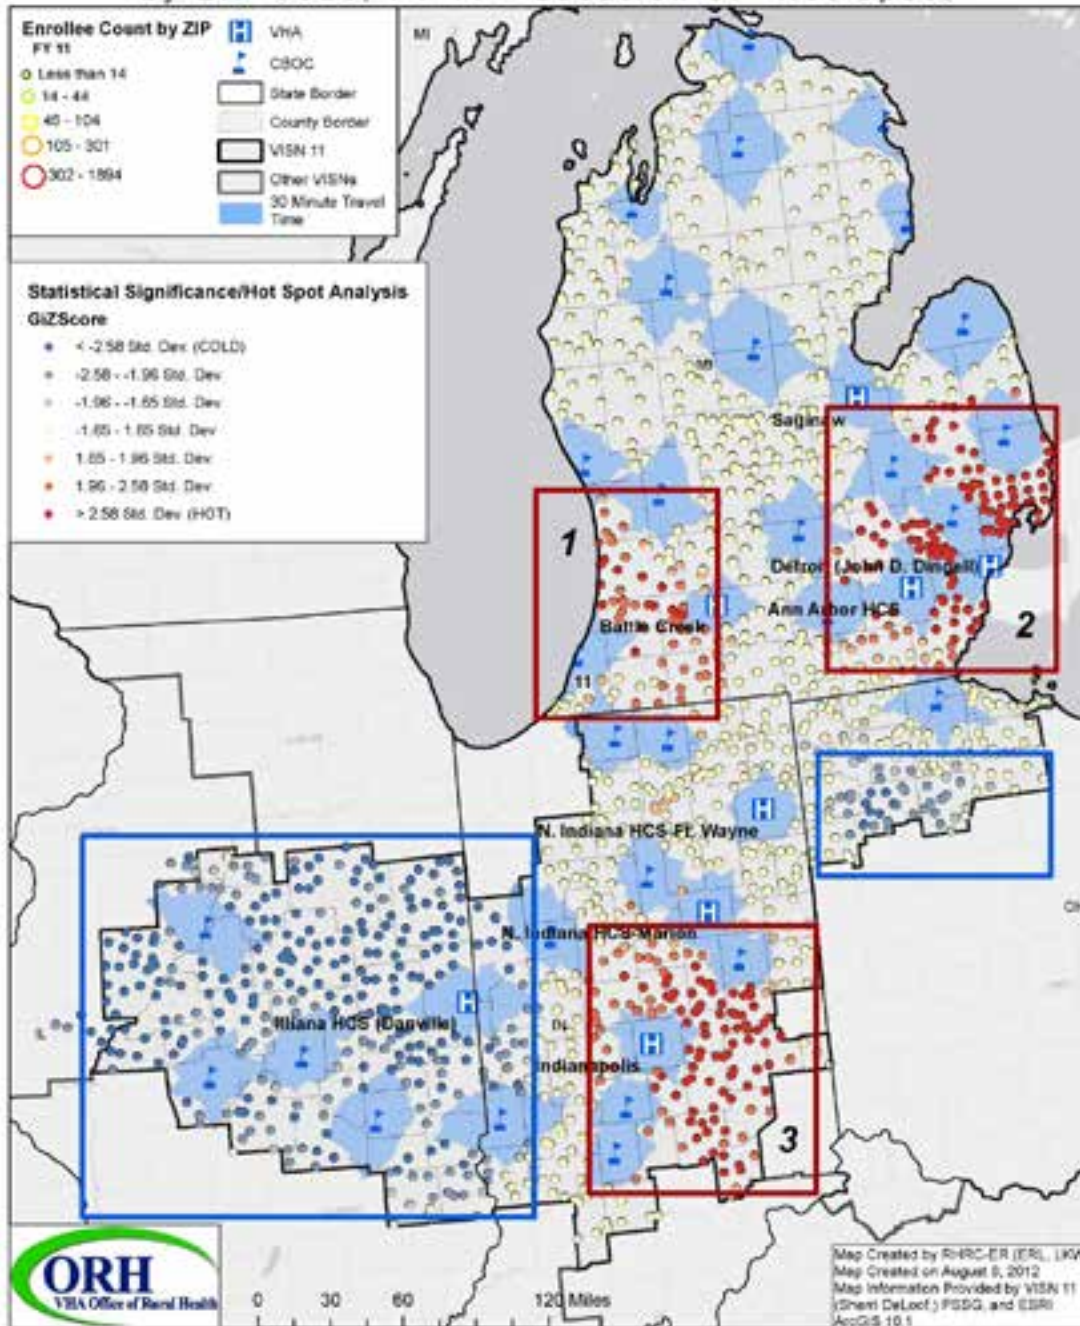 Enrollee Count by ZIP
FY 11
Less than 14
14 - 44
45 - 104
105 - 301
302 - 1894
VHA
CBOC
State Border
County Border
VISN 11
Other VISNs
30 Minute Travel
Time
MI
Statistical Significance/Hot Spot Analysis
GiZScore
< -2.58 Std. Dev. (COLD)
-2.58 - -1.96 Std. Dev.
-1.96 - -1.65 Std. Dev.
-1.65 - 1.65 Std. Dev.
1.65 - 1.96 Std. Dev.
1.96 - 2.58 Std. Dev.
> 2.58 Std. Dev. (HOT)
Saginaw
1
Detroit (John D. Dingell)
Ann Arbor HCS
Battle Creek
2
11
N. Indiana HCS-Ft. Wayne
N. Indiana HCS-Marion
Illiana HCS (Danville)
IN
Indianapolis
3
ORH
VHA Office of Rural Health
0 30 60 120 Miles
Map Created by RHRC-ER (ERL,
Map Created on August 8, 2012
Map Information Provided by VISN 11
(Sherri DeLoof,) PSSG, and ESRI
ArcGIS 10.1